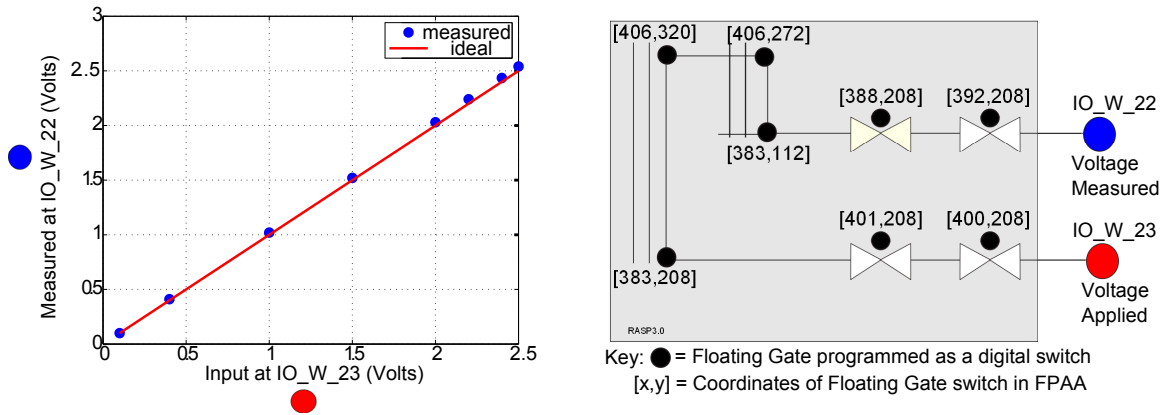 3
2.5
2
1.5
1
0.5
0
Measured at IO_W_22 (Volts)
measured
ideal
0 0.5 1 1.5 2 2.5
Input at IO_W_23 (Volts)
[406,320] [406,272]
[388,208] [392,208]
IO_W_22
[383,112]
Voltage
Measured
[401,208] [400,208]
IO_W_23
[383,208]
Voltage
Applied
RASP3.0
Key: = Floating Gate programmed as a digital switch
[x,y] = Coordinates of Floating Gate switch in FPAA